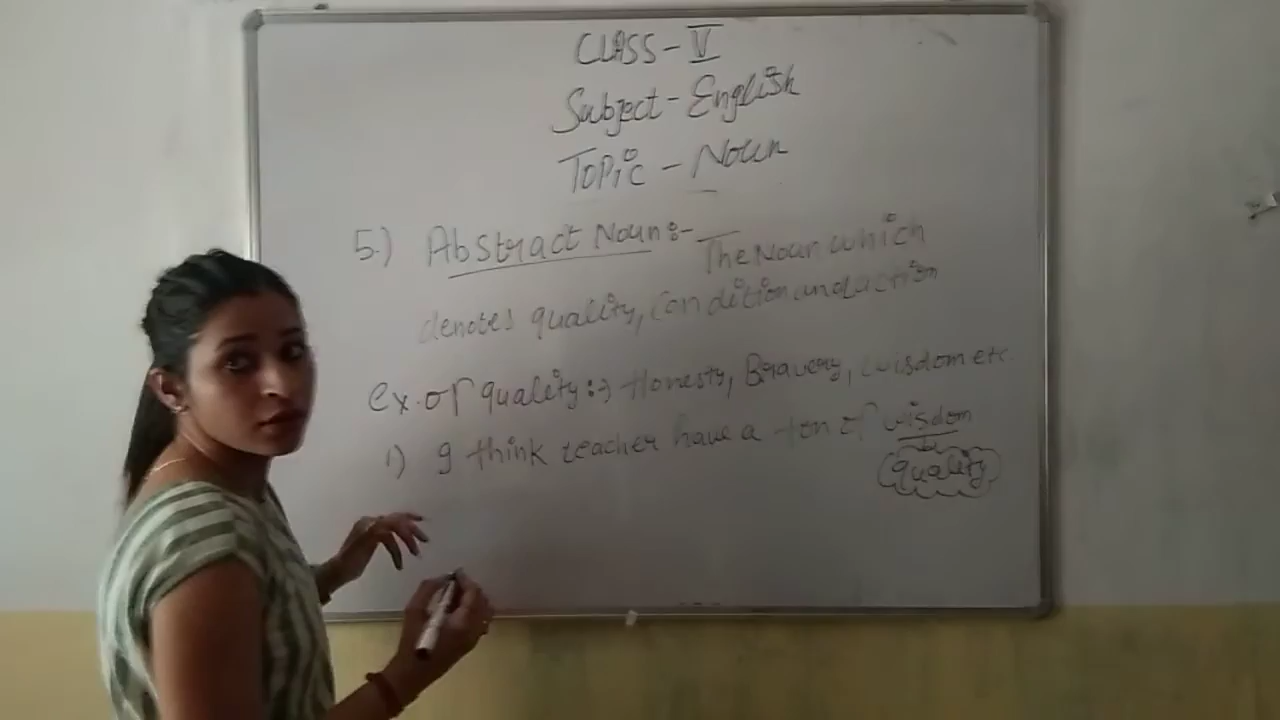 CLASS - V
Subject - English
Topic - Noun
5.) Abstract Noun :- The Noun which
denotes quality, Condition and action
ex. of quality :→ Honesty, Bravery, wisdom etc.
1) I think teacher have a ton of wisdom
quality